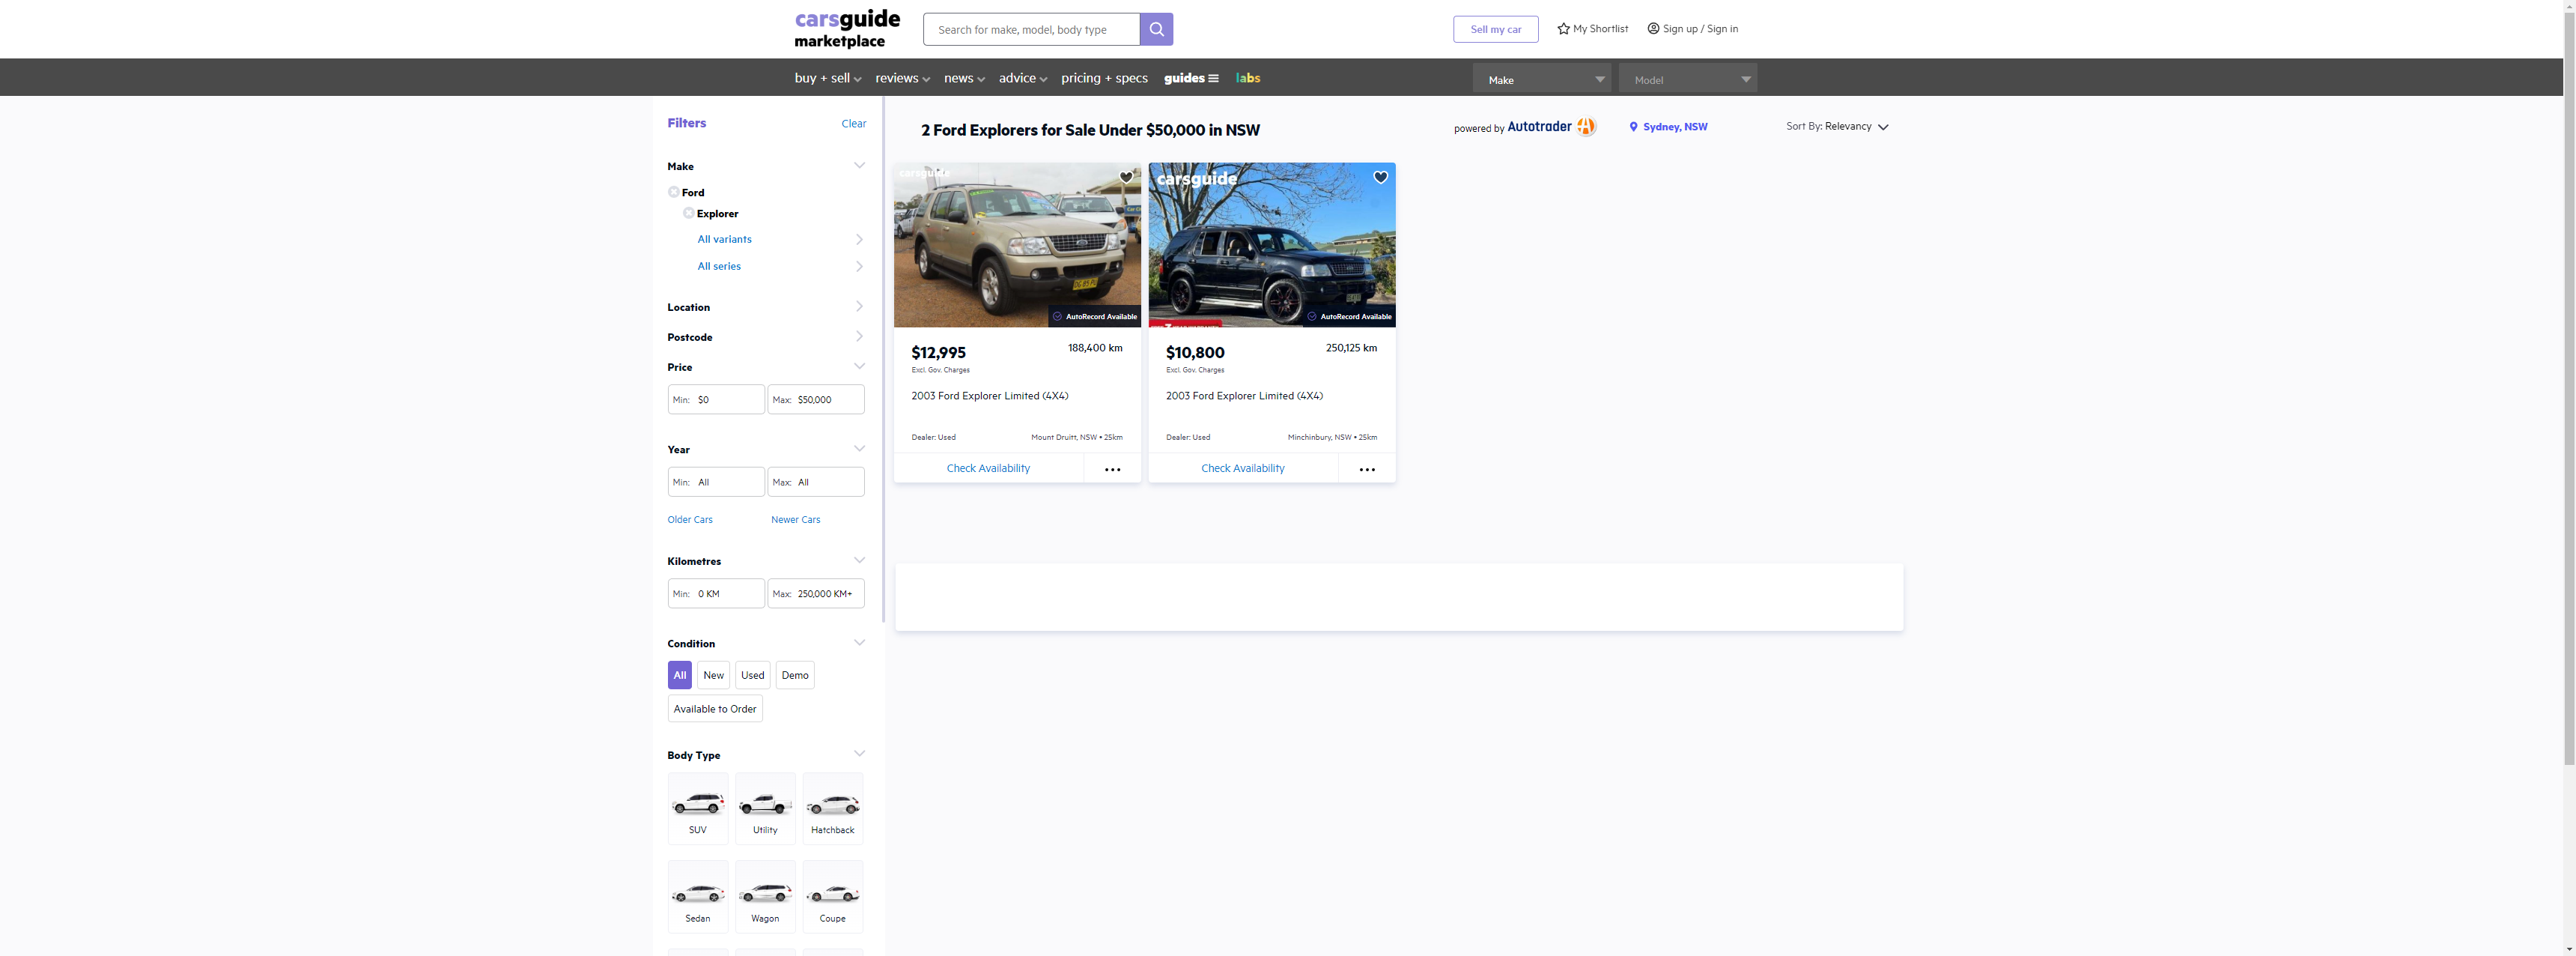 carsguide
marketplace
Search for make, model, body type
Sell my car
My Shortlist
Sign up / Sign in
buy + sell
reviews
news
advice
pricing + specs
guides
labs
Make
Model
Filters
Clear
Make
Ford
Explorer
All variants
All series
Location
Postcode
Price
Min: $0
Max: $50,000
Year
Min: All
Max: All
Older Cars
Newer Cars
Kilometres
Min: 0 KM
Max: 250,000 KM+
Condition
All
New
Used
Demo
Available to Order
Body Type
SUV
Utility
Hatchback
Sedan
Wagon
Coupe
2 Ford Explorers for Sale Under $50,000 in NSW
powered by Autotrader
Sydney, NSW
Sort By: Relevancy
carsguide
AutoRecord Available
$12,995
188,400 km
Excl. Gov. Charges
2003 Ford Explorer Limited (4X4)
Dealer: Used
Mount Druitt, NSW • 25km
Check Availability
carsguide
AutoRecord Available
$10,800
250,125 km
Excl. Gov. Charges
2003 Ford Explorer Limited (4X4)
Dealer: Used
Minchinbury, NSW • 25km
Check Availability